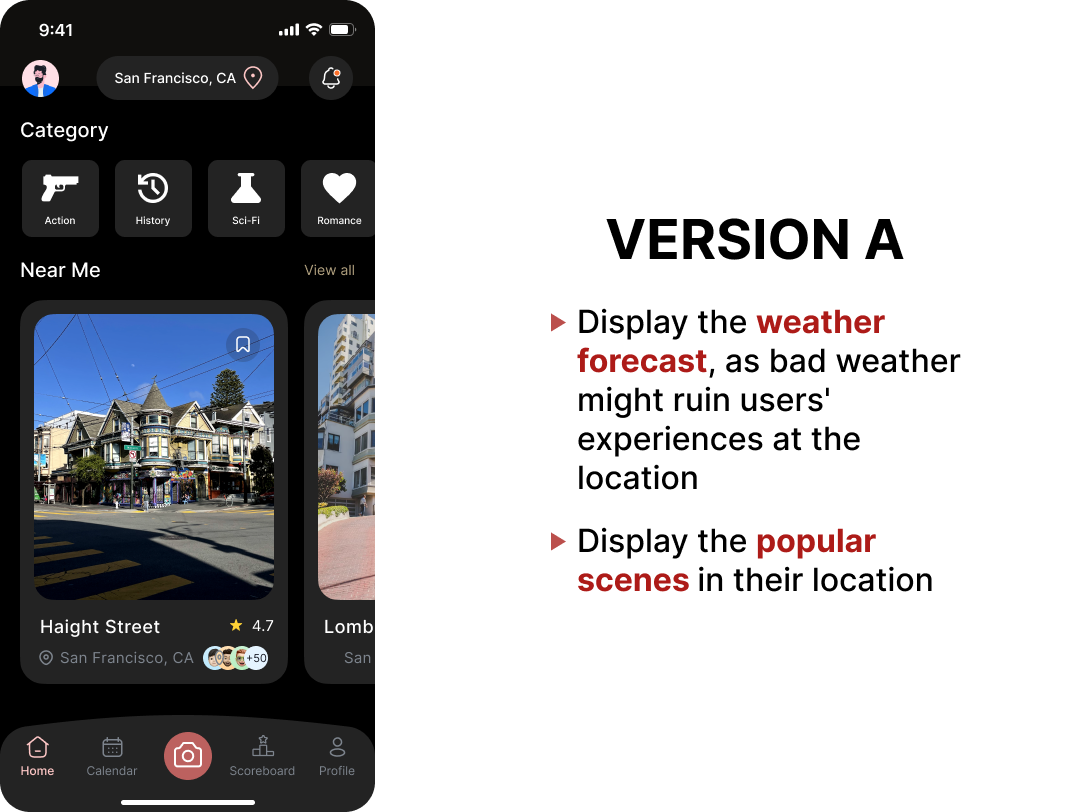 9:41
San Francisco, CA
Category
Action
History
Sci-Fi
Romance
Near Me
View all
Haight Street
4.7
San Francisco, CA
+50
Lomb
San
Home
Calendar
Scoreboard
Profile
VERSION A
Display the weather
forecast, as bad weather
might ruin users'
experiences at the
location
Display the popular
scenes in their location